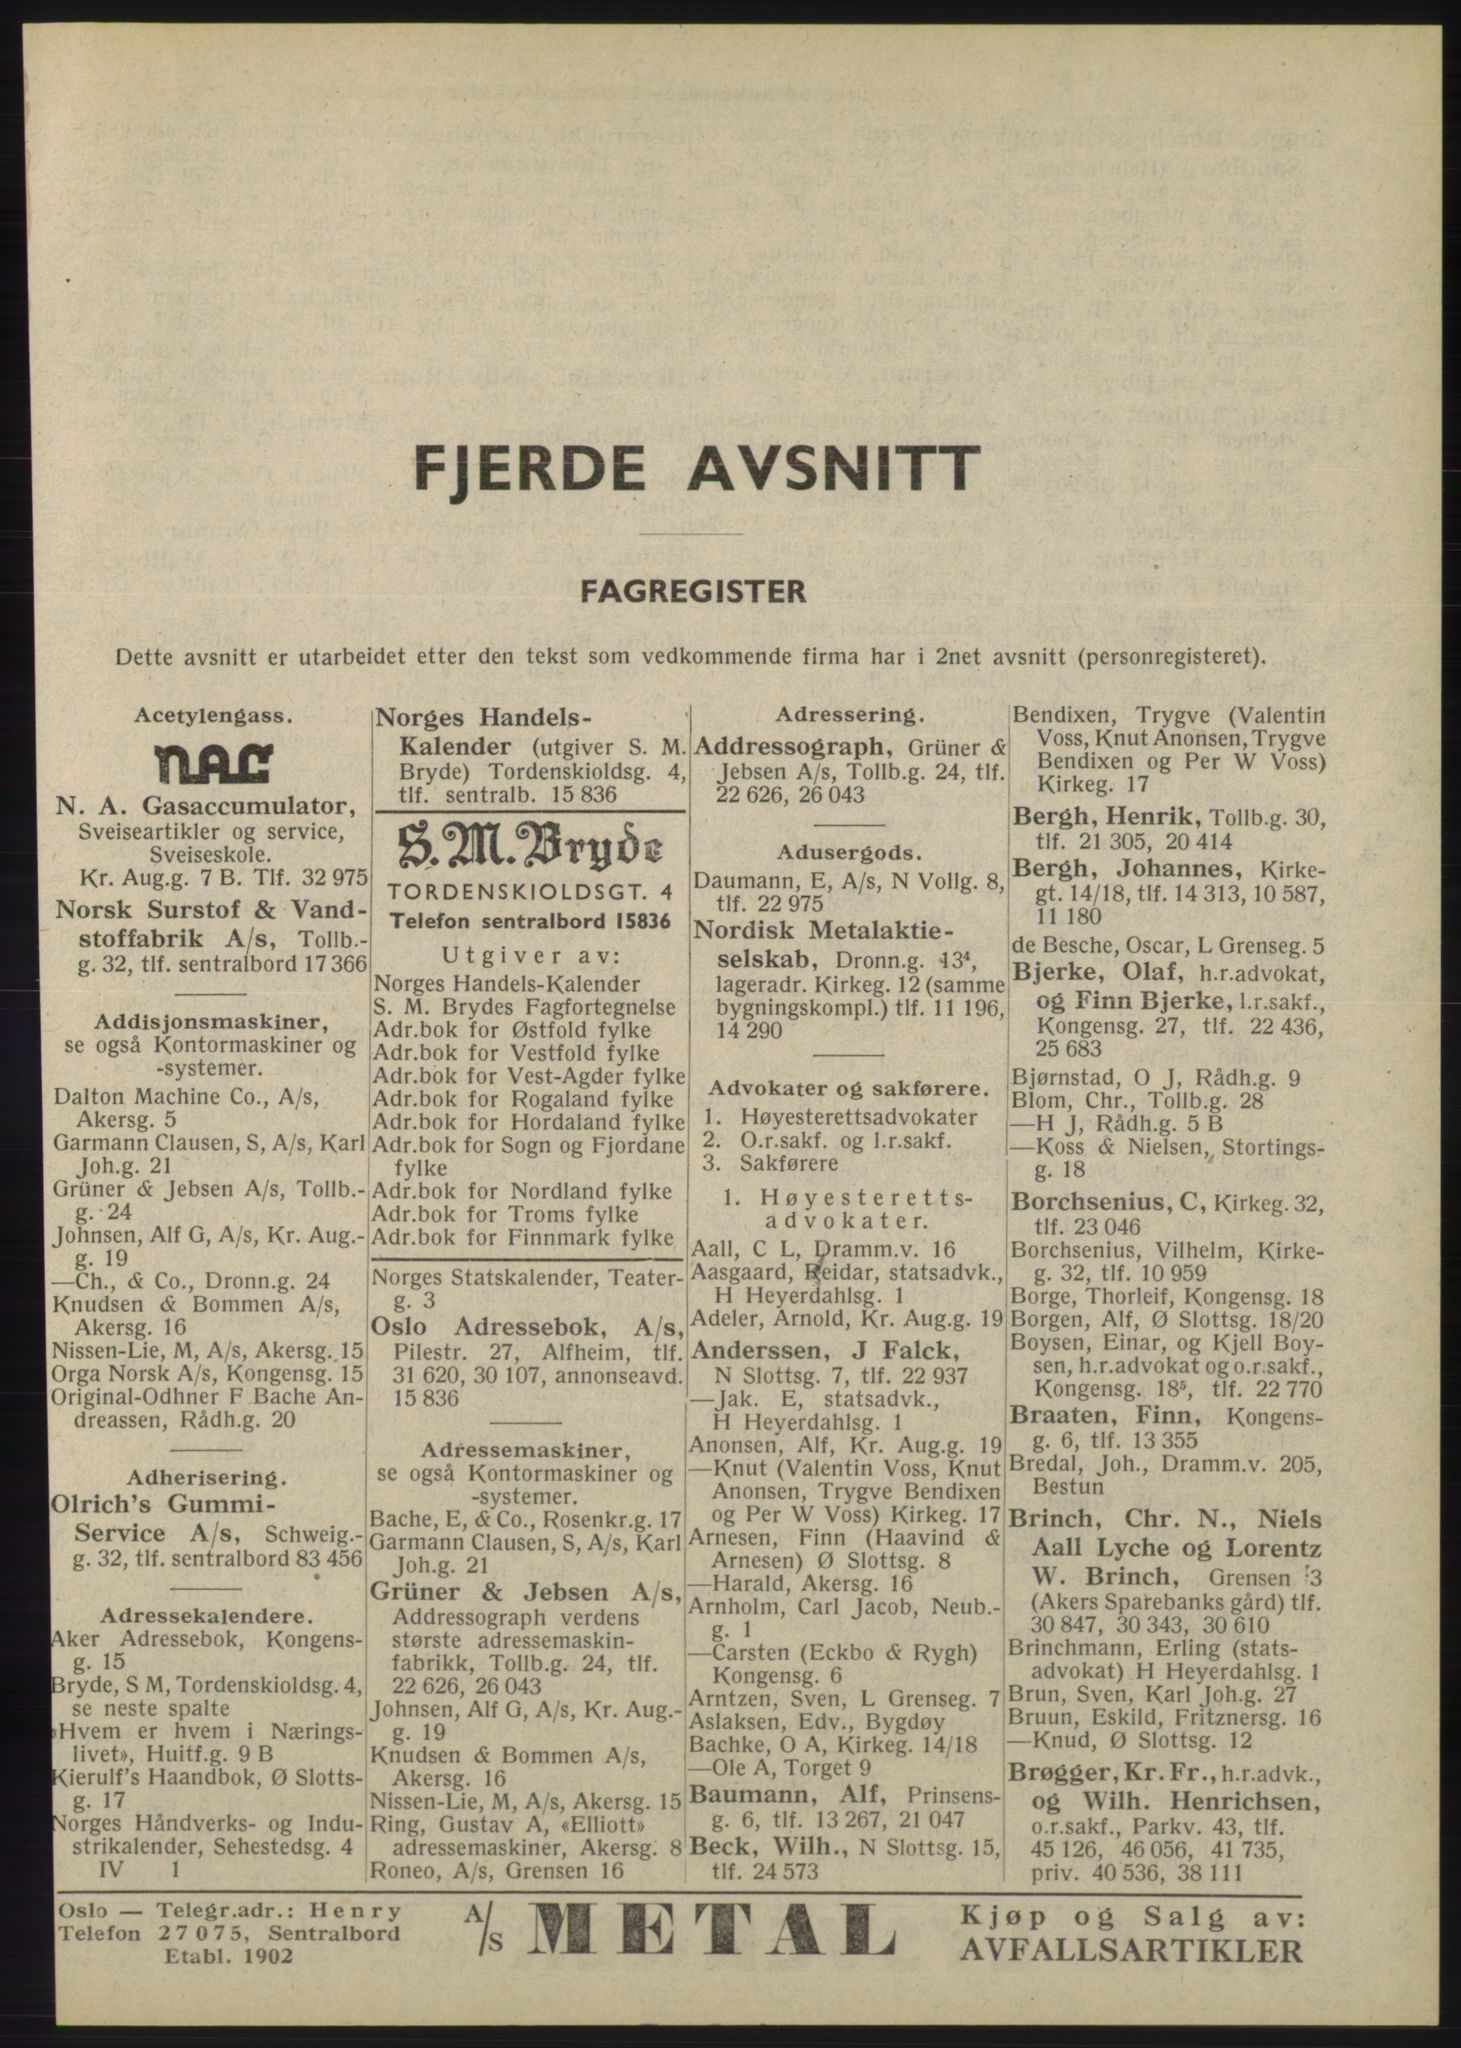 FJERDE AVSNITT
FAGREGISTER
Dette avsnitt er utarbeidet etter den tekst som vedkommende firma har i 2net avsnitt (personregisteret).
Acetylengass.
NAG
N. A. Gasaccumulator,
Sveiseartikler og service,
Sveiseskole.
Kr. Aug.g. 7 B. Tlf. 32 975
Norsk Surstof & Vand-
stoffabrik A/s, Tollb.-
g. 32, tlf. sentralbord 17 366
Addisjonsmaskiner,
se også Kontormaskiner og
-systemer.
Dalton Machine Co., A/s,
Akersg. 5
Garmann Clausen, S, A/s, Karl
Joh.g. 21
Grüner & Jebsen A/s, Tollb.-
g. 24
Johnsen, Alf G, A/s, Kr. Aug.-
g. 19
—Ch., & Co., Dronn.g. 24
Knudsen & Bommen A/s,
Akersg. 16
Nissen-Lie, M, A/s, Akersg. 15
Orga Norsk A/s, Kongensg. 15
Original-Odhner F Bache An-
dreassen, Rådh.g. 20
Adherisering.
Olrich's Gummi-
Service A/s, Schweig.-
g. 32, tlf. sentralbord 83 456
Adressekalendere.
Aker Adressebok, Kongens-
g. 15
Bryde, S M, Tordenskioldsg. 4,
se neste spalte
«Hvem er hvem i Nærings-
livet», Huitf.g. 9 B
Kierulf's Haandbok, Ø Slotts-
g. 17
Norges Håndverks- og Indu-
strikalender, Sehestedsg. 4
IV 1
Norges Handels-
Kalender (utgiver S. M.
Bryde) Tordenskioldsg. 4,
tlf. sentralb. 15 836
S. M. Bryde
TORDENSKIOLDSGT. 4
Telefon sentralbord 15836
Utgiver av:
Norges Handels-Kalender
S. M. Brydes Fagfortegnelse
Adr.bok for Østfold fylke
Adr.bok for Vestfold fylke
Adr.bok for Vest-Agder fylke
Adr.bok for Rogaland fylke
Adr.bok for Hordaland fylke
Adr.bok for Sogn og Fjordane
fylke
Adr.bok for Nordland fylke
Adr.bok for Troms fylke
Adr.bok for Finnmark fylke
Norges Statskalender, Teater-
g. 3
Oslo Adressebok, A/s,
Pilestr. 27, Alfheim, tlf.
31 620, 30 107, annonseavd.
15 836
Adressemaskiner,
se også Kontormaskiner og
-systemer.
Bache, E, & Co., Rosenkr.g. 17
Garmann Clausen, S, A/s, Karl
Joh.g. 21
Grüner & Jebsen A/s,
Addressograph verdens
største adressemaskin-
fabrikk, Tollb.g. 24, tlf.
22 626, 26 043
Johnsen, Alf G, A/s, Kr. Aug.-
g. 19
Knudsen & Bommen A/s,
Akersg. 16
Nissen-Lie, M, A/s, Akersg. 15
Ring, Gustav A, «Elliott»
adressemaskiner, Akersg. 8
Roneo, A/s, Grensen 16
Adressering.
Addressograph, Grüner &
Jebsen A/s, Tollb.g. 24, tlf.
22 626, 26 043
Adusergods.
Daumann, E, A/s, N Vollg. 8,
tlf. 22 975
Nordisk Metalaktie-
selskab, Dronn.g. 13⁴,
lageradr. Kirkeg. 12 (samme
bygningskompl.) tlf. 11 196,
14 290
Advokater og sakførere.
1. Høyesterettsadvokater
2. O.r.sakf. og l.r.sakf.
3. Sakførere
1. Høyesteretts-
advokater.
Aall, C L, Dramm.v. 16
Aasgaard, Reidar, statsadvk.,
H Heyerdahlsg. 1
Adeler, Arnold, Kr. Aug.g. 19
Anderssen, J Falck,
N Slottsg. 7, tlf. 22 937
—Jak. E, statsadvk.,
H Heyerdahlsg. 1
Anonsen, Alf, Kr. Aug.g. 19
—Knut (Valentin Voss, Knut
Anonsen, Trygve Bendixen
og Per W Voss) Kirkeg. 17
Arnesen, Finn (Haavind &
Arnesen) Ø Slottsg. 8
—Harald, Akersg. 16
Arnholm, Carl Jacob, Neub.-
g. 1
—Carsten (Eckbo & Rygh)
Kongensg. 6
Arntzen, Sven, L Grenseg. 7
Aslaksen, Edv., Bygdøy
Bachke, O A, Kirkeg. 14/18
—Ole A, Torget 9
Baumann, Alf, Prinsens-
g. 6, tlf. 13 267, 21 047
Beck, Wilh., N Slottsg. 15,
tlf. 24 573
Bendixen, Trygve (Valentin
Voss, Knut Anonsen, Trygve
Bendixen og Per W Voss)
Kirkeg. 17
Bergh, Henrik, Tollb.g. 30,
tlf. 21 305, 20 414
Bergh, Johannes, Kirke-
gt. 14/18, tlf. 14 313, 10 587,
11 180
de Besche, Oscar, L Grenseg. 5
Bjerke, Olaf, h.r.advokat,
og Finn Bjerke, l.r.sakf.,
Kongensg. 27, tlf. 22 436,
25 683
Bjørnstad, O J, Rådh.g. 9
Blom, Chr., Tollb.g. 28
—H J, Rådh.g. 5 B
—Koss & Nielsen, Stortings-
g. 18
Borchsenius, C, Kirkeg. 32,
tlf. 23 046
Borchsenius, Vilhelm, Kirke-
g. 32, tlf. 10 959
Borge, Thorleif, Kongensg. 18
Borgen, Alf, Ø Slottsg. 18/20
Boysen, Einar, og Kjell Boy-
sen, h.r.advokat og o.r.sakf.,
Kongensg. 18⁵, tlf. 22 770
Braaten, Finn, Kongens-
g. 6, tlf. 13 355
Bredal, Joh., Dramm.v. 205,
Bestun
Brinch, Chr. N., Niels
Aall Lyche og Lorentz
W. Brinch, Grensen 3
(Akers Sparebanks gård) tlf.
30 847, 30 343, 30 610
Brinchmann, Erling (stats-
advokat) H Heyerdahlsg. 1
Brun, Sven, Karl Joh.g. 27
Bruun, Eskild, Fritznersg. 16
—Knud, Ø Slottsg. 12
Brøgger, Kr. Fr., h.r.advk.,
og Wilh. Henrichsen,
o.r.sakf., Parkv. 43, tlf.
45 126, 46 056, 41 735,
priv. 40 536, 38 111
Oslo — Telegr.adr.: Henry
Telefon 27075, Sentralbord
Etabl. 1902
A/S METAL
Kjøp og Salg av:
AVFALLSARTIKLER